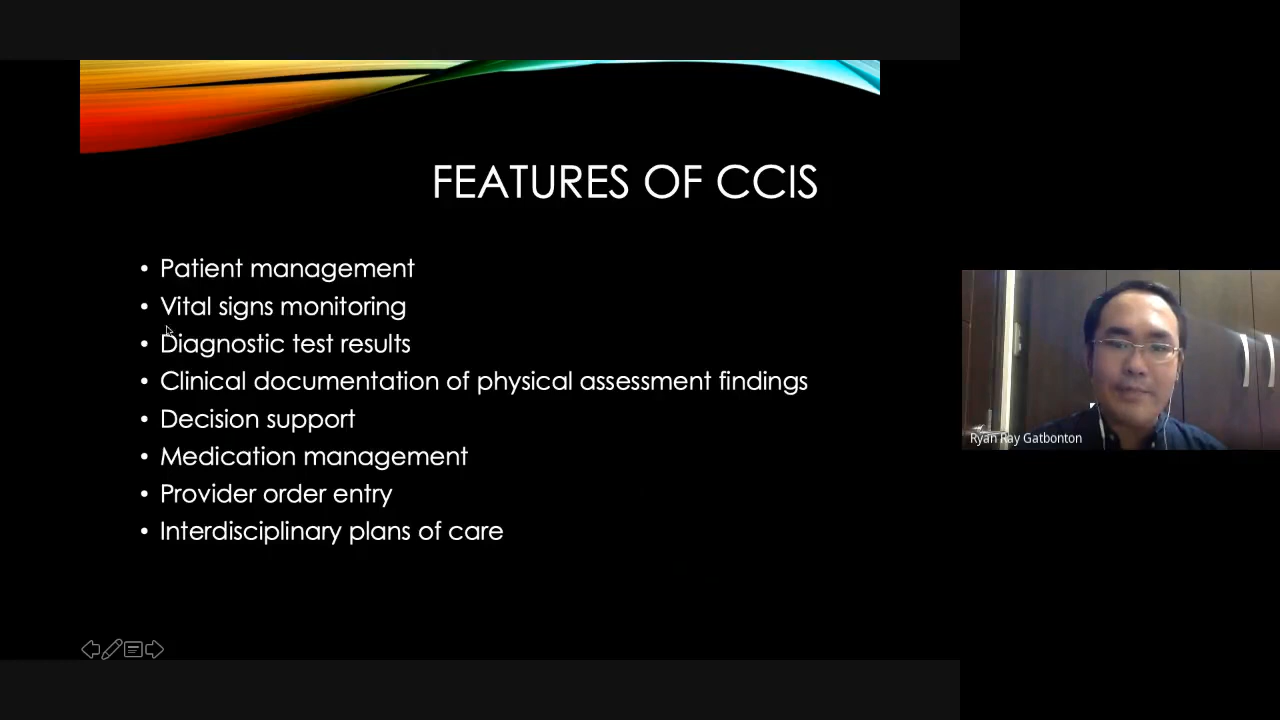 FEATURES OF CCIS
• Patient management
• Vital signs monitoring
• Diagnostic test results
• Clinical documentation of physical assessment findings
• Decision support
• Medication management
• Provider order entry
• Interdisciplinary plans of care
Ryan Ray Gatbonton